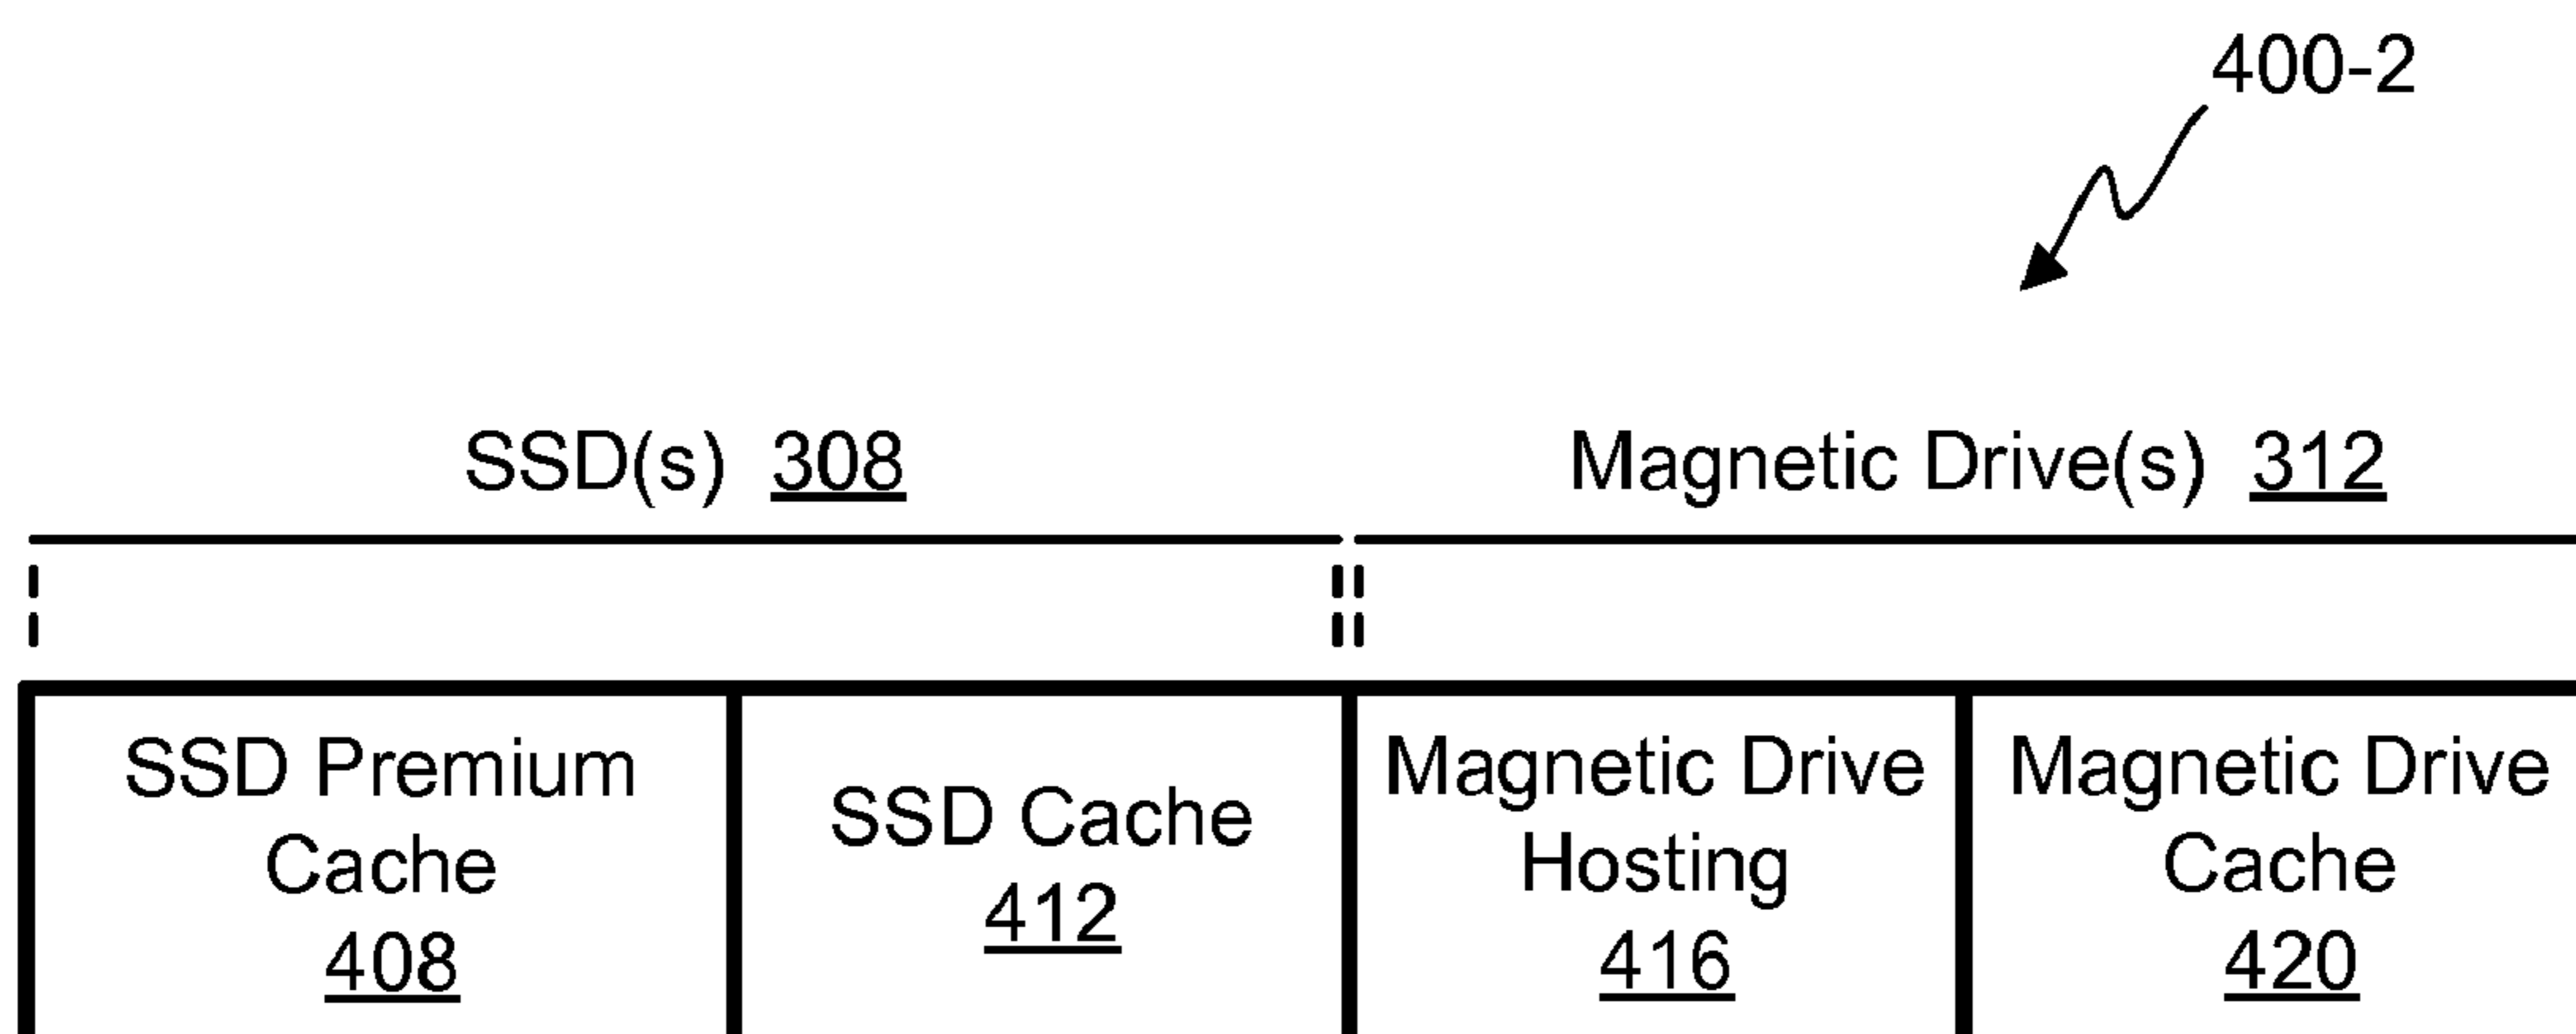 400-2
SSD(s) 308
Magnetic Drive(s) 312
SSD Premium
Cache
408
SSD Cache
412
Magnetic Drive
Hosting
416
Magnetic Drive
Cache
420